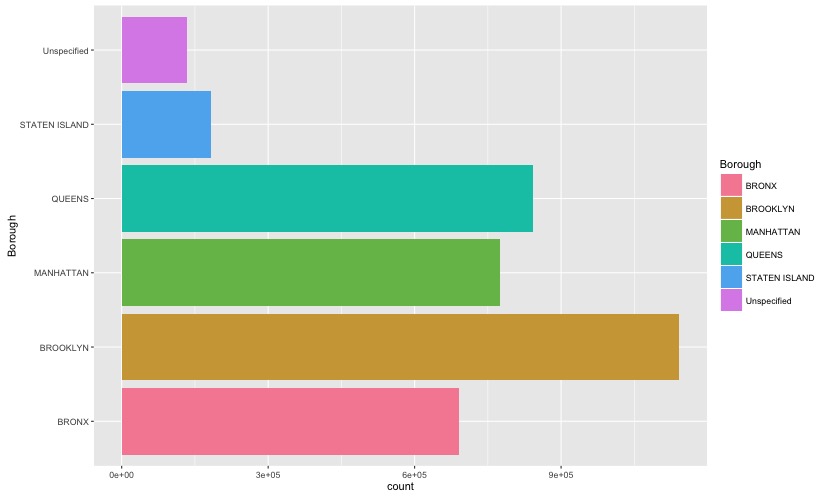 Unspecified
STATEN ISLAND
QUEENS
MANHATTAN
BROOKLYN
BRONX
Borough
0e+00 3e+05 6e+05 9e+05
count
Borough
BRONX
BROOKLYN
MANHATTAN
QUEENS
STATEN ISLAND
Unspecified